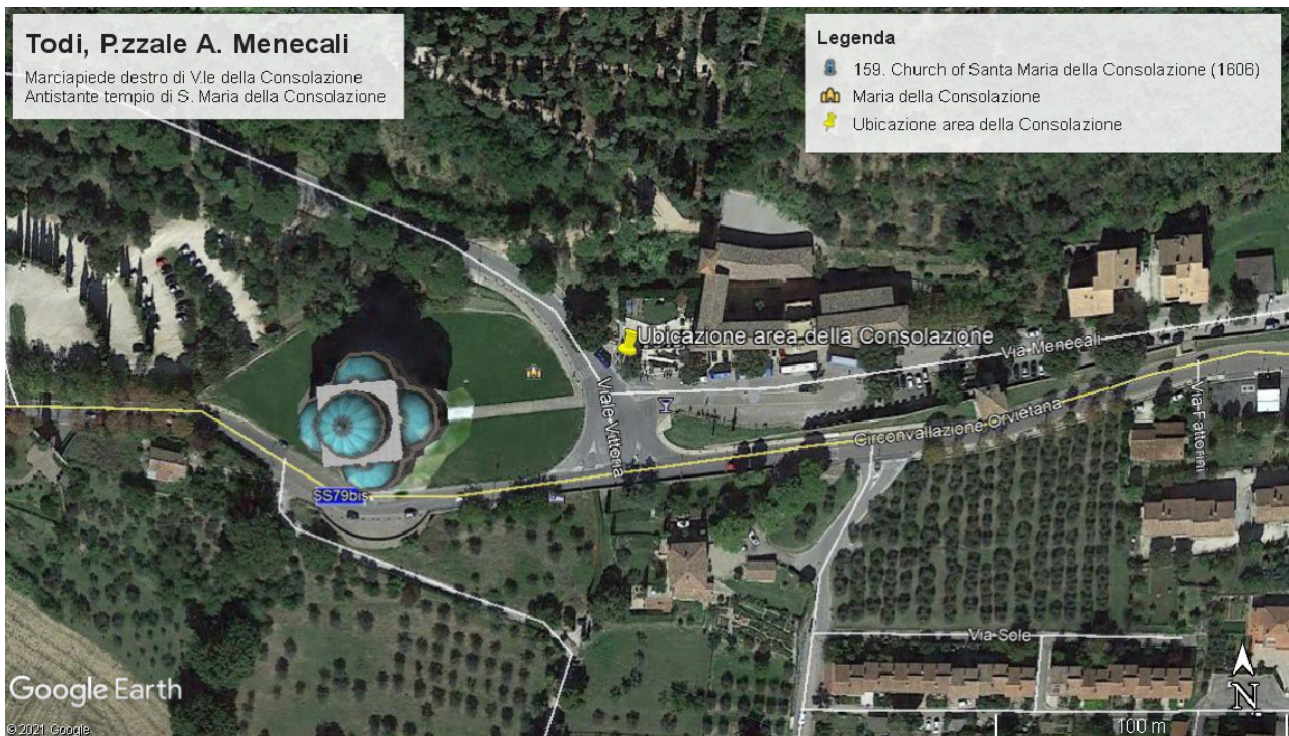 Todi, P.zzale A. Menecali
Marciapiede destro di V.le della Consolazione
Antistante tempio di S. Maria della Consolazione
Legenda
159. Church of Santa Maria della Consolazione (1606)
Maria della Consolazione
Ubicazione area della Consolazione
Ubicazione area della Consolazione
Via Menecali
Viale Vittoria
Circonvallazione Orvietana
Via Fattorini
SS79bis
Via Sole
Google Earth
N
©2021 Google
100 m